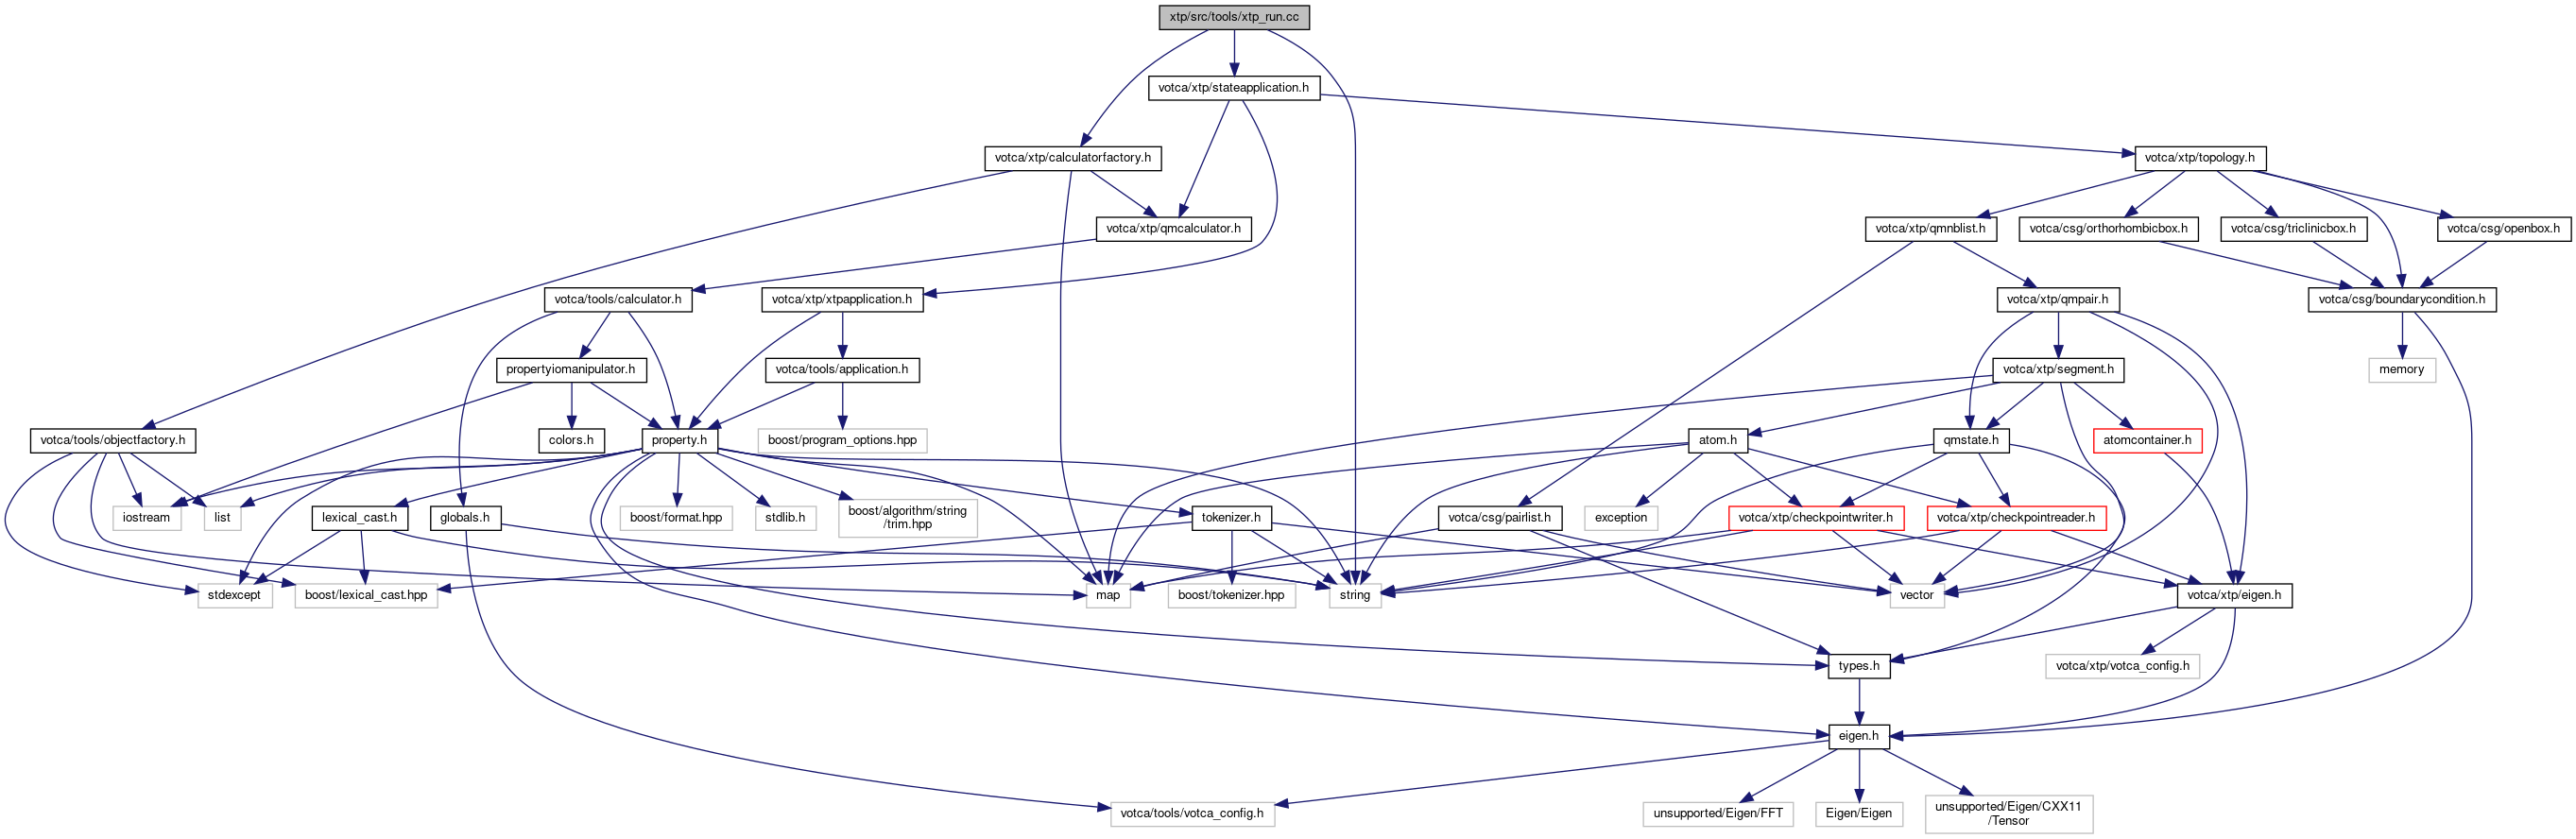 xtp/src/tools/xtp_run.cc
votca/xtp/stateapplication.h
votca/xtp/calculatorfactory.h
votca/xtp/topology.h
votca/xtp/qmcalculator.h
votca/xtp/qmnblist.h
votca/csg/orthorhombicbox.h
votca/csg/triclinicbox.h
votca/csg/openbox.h
votca/tools/calculator.h
votca/xtp/xtpapplication.h
votca/xtp/qmpair.h
votca/csg/boundarycondition.h
propertyiomanipulator.h
votca/tools/application.h
votca/xtp/segment.h
memory
votca/tools/objectfactory.h
colors.h
property.h
boost/program_options.hpp
atom.h
qmstate.h
atomcontainer.h
iostream
list
lexical_cast.h
globals.h
boost/format.hpp
stdlib.h
boost/algorithm/string
/trim.hpp
tokenizer.h
votca/csg/pairlist.h
exception
votca/xtp/checkpointwriter.h
votca/xtp/checkpointreader.h
stdexcept
boost/lexical_cast.hpp
map
boost/tokenizer.hpp
string
vector
votca/xtp/eigen.h
types.h
votca/xtp/votca_config.h
eigen.h
votca/tools/votca_config.h
unsupported/Eigen/FFT
Eigen/Eigen
unsupported/Eigen/CXX11
/Tensor